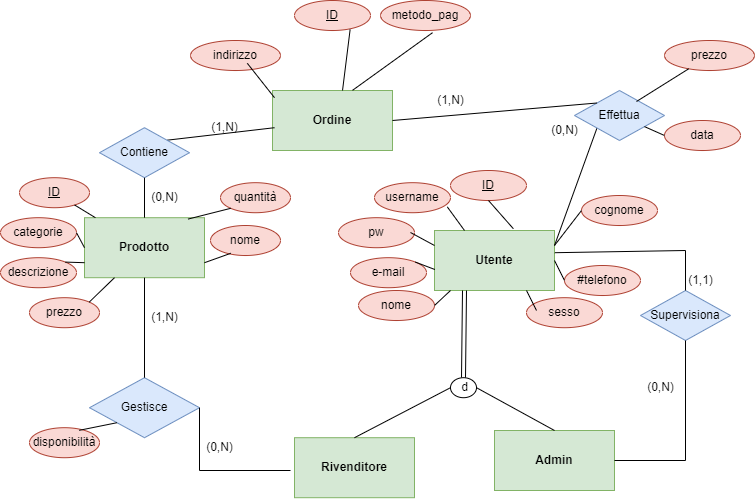 ID
metodo_pag
indirizzo
prezzo
(1,N)
Ordine
Effettua
(1,N)
(0,N)
data
Contiene
ID
(0,N)
quantità
username
ID
cognome
categorie
Prodotto
nome
pw
Utente
descrizione
e-mail
#telefono
(1,1)
prezzo
nome
sesso
Supervisiona
(1,N)
(0,N)
d
Gestisce
disponibilità
(0,N)
Rivenditore
Admin